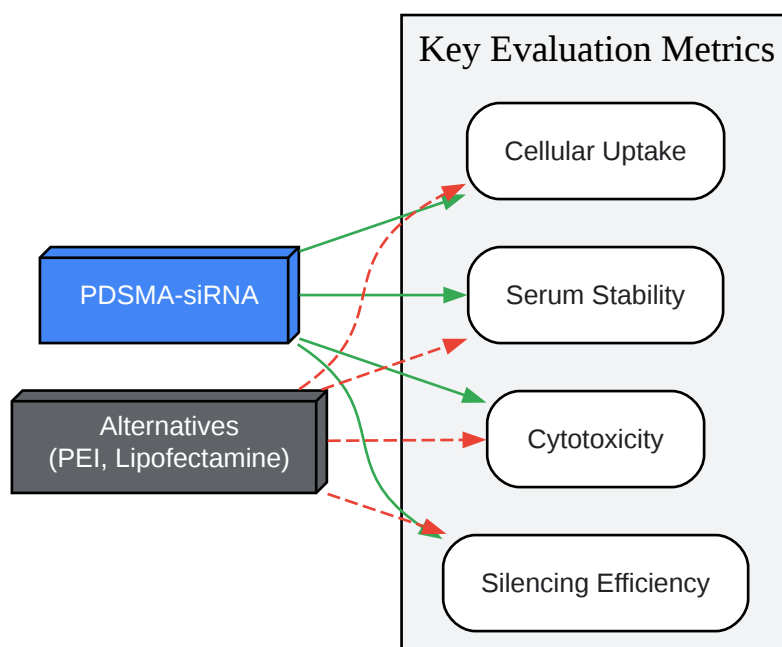 Key Evaluation Metrics
Cellular Uptake
PDSMA-siRNA
Serum Stability
Alternatives
(PEI, Lipofectamine)
Cytotoxicity
Silencing Efficiency